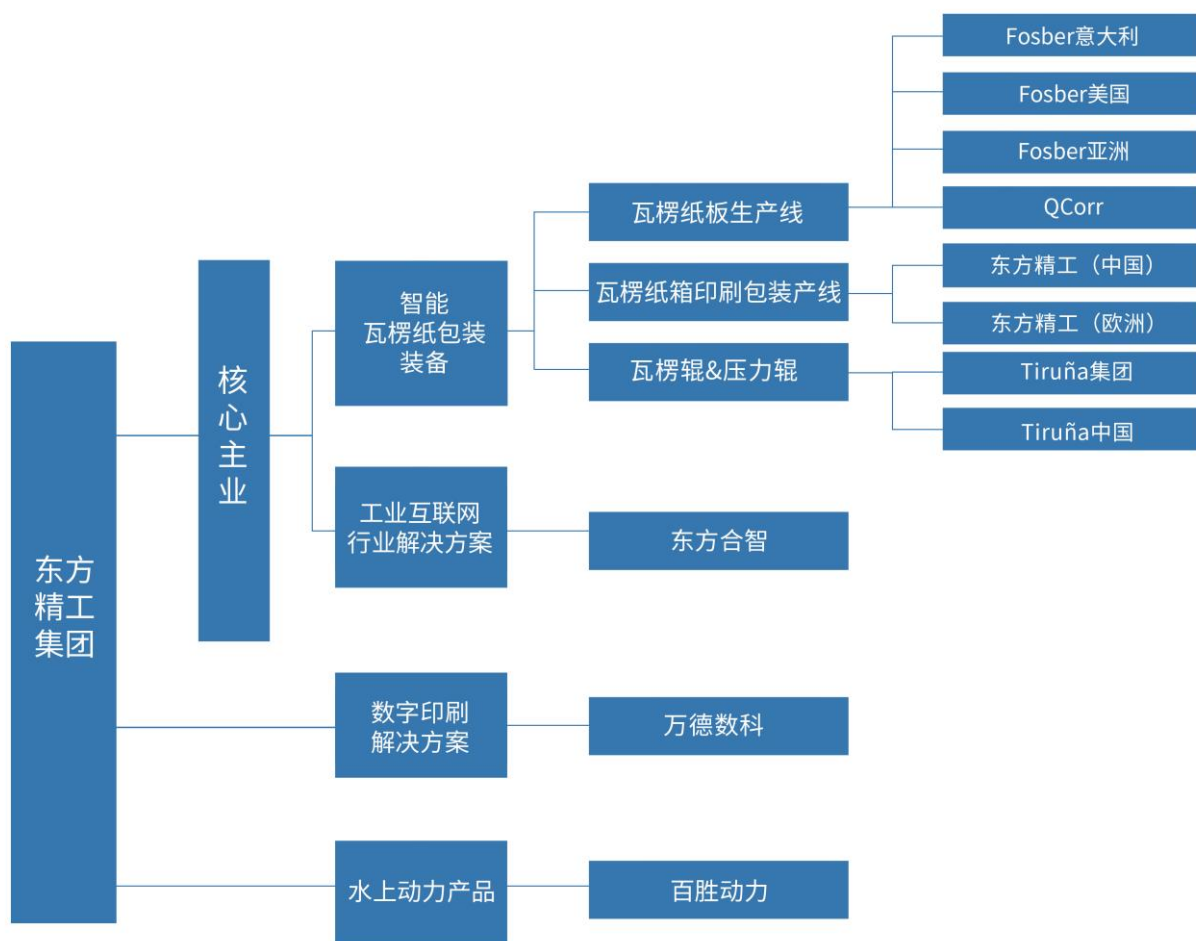 东方
精工
集团
核
心
主
业
智能
瓦楞纸包装
装备
瓦楞纸板生产线
Fosber意大利
Fosber美国
Fosber亚洲
QCorr
瓦楞纸箱印刷包装产线
东方精工（中国）
东方精工（欧洲）
瓦楞辊&压力辊
Tiruña集团
Tiruña中国
工业互联网
行业解决方案
东方合智
数字印刷
解决方案
万德数科
水上动力产品
百胜动力